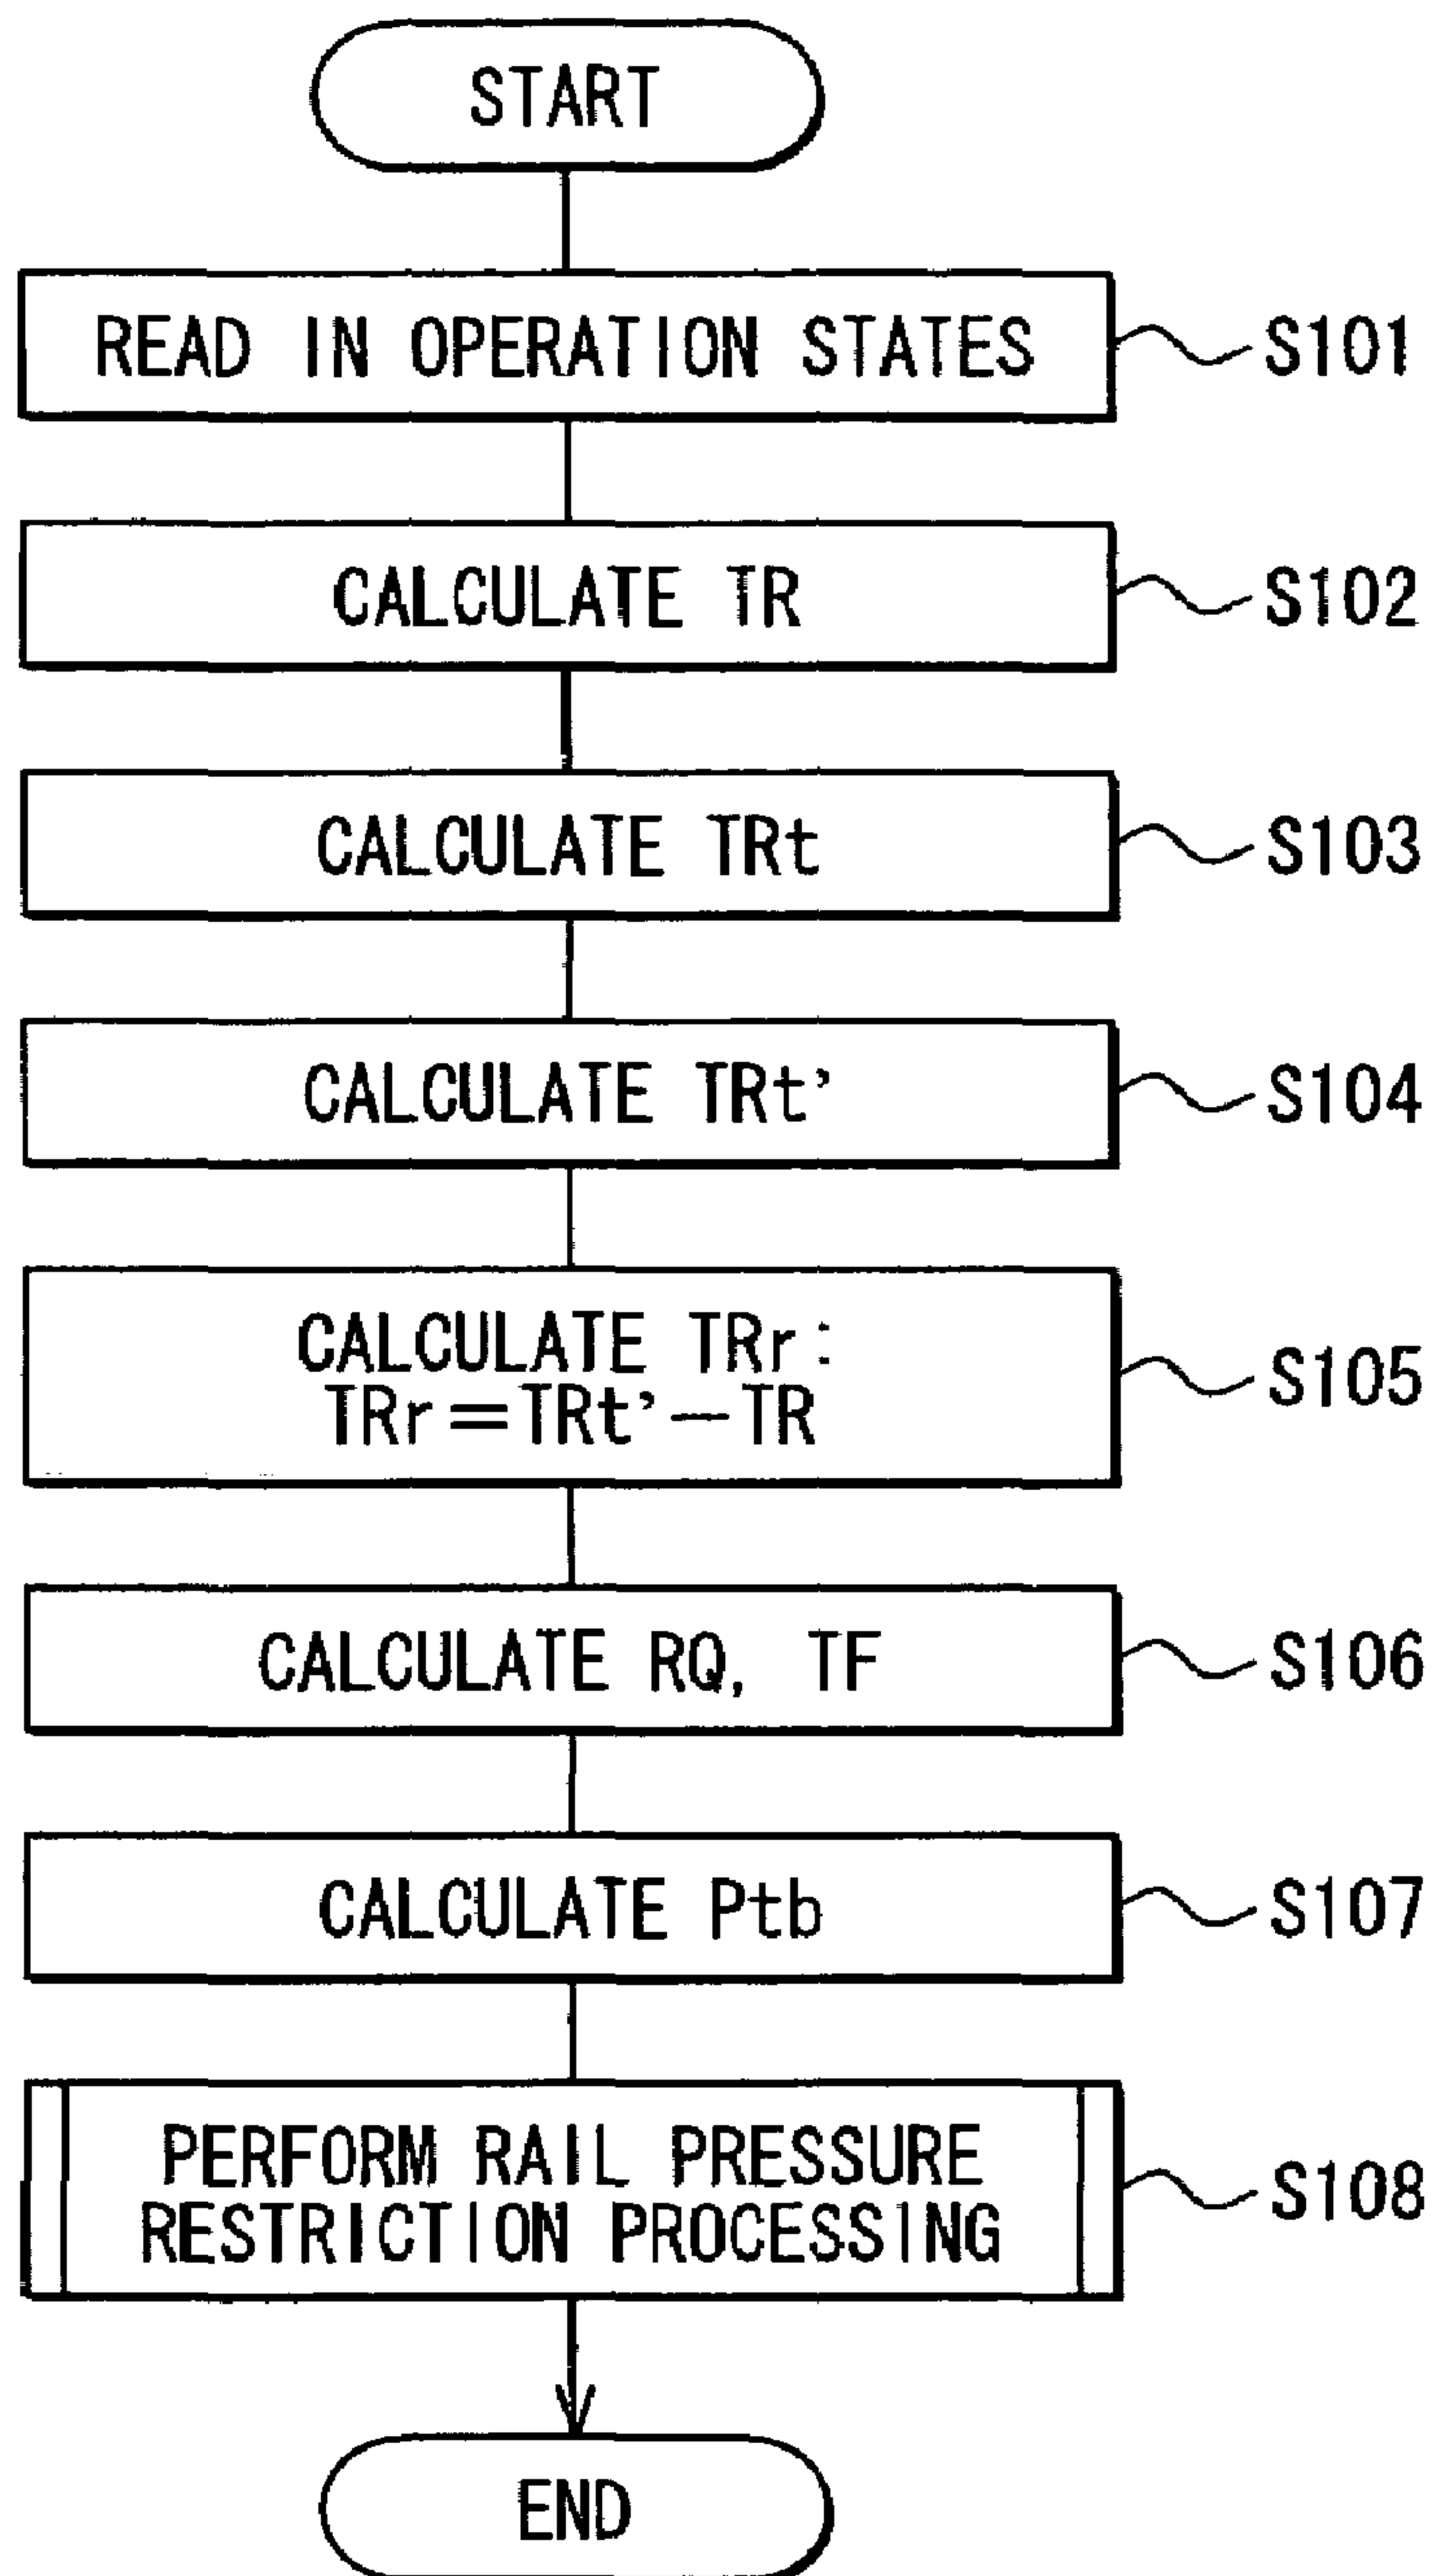 START
READ IN OPERATION STATES
S101
CALCULATE TR
S102
CALCULATE TRt
S103
CALCULATE TRt'
S104
CALCULATE TRr:
TRr=TRt'-TR
S105
CALCULATE RQ, TF
S106
CALCULATE Ptb
S107
PERFORM RAIL PRESSURE
RESTRICTION PROCESSING
S108
END